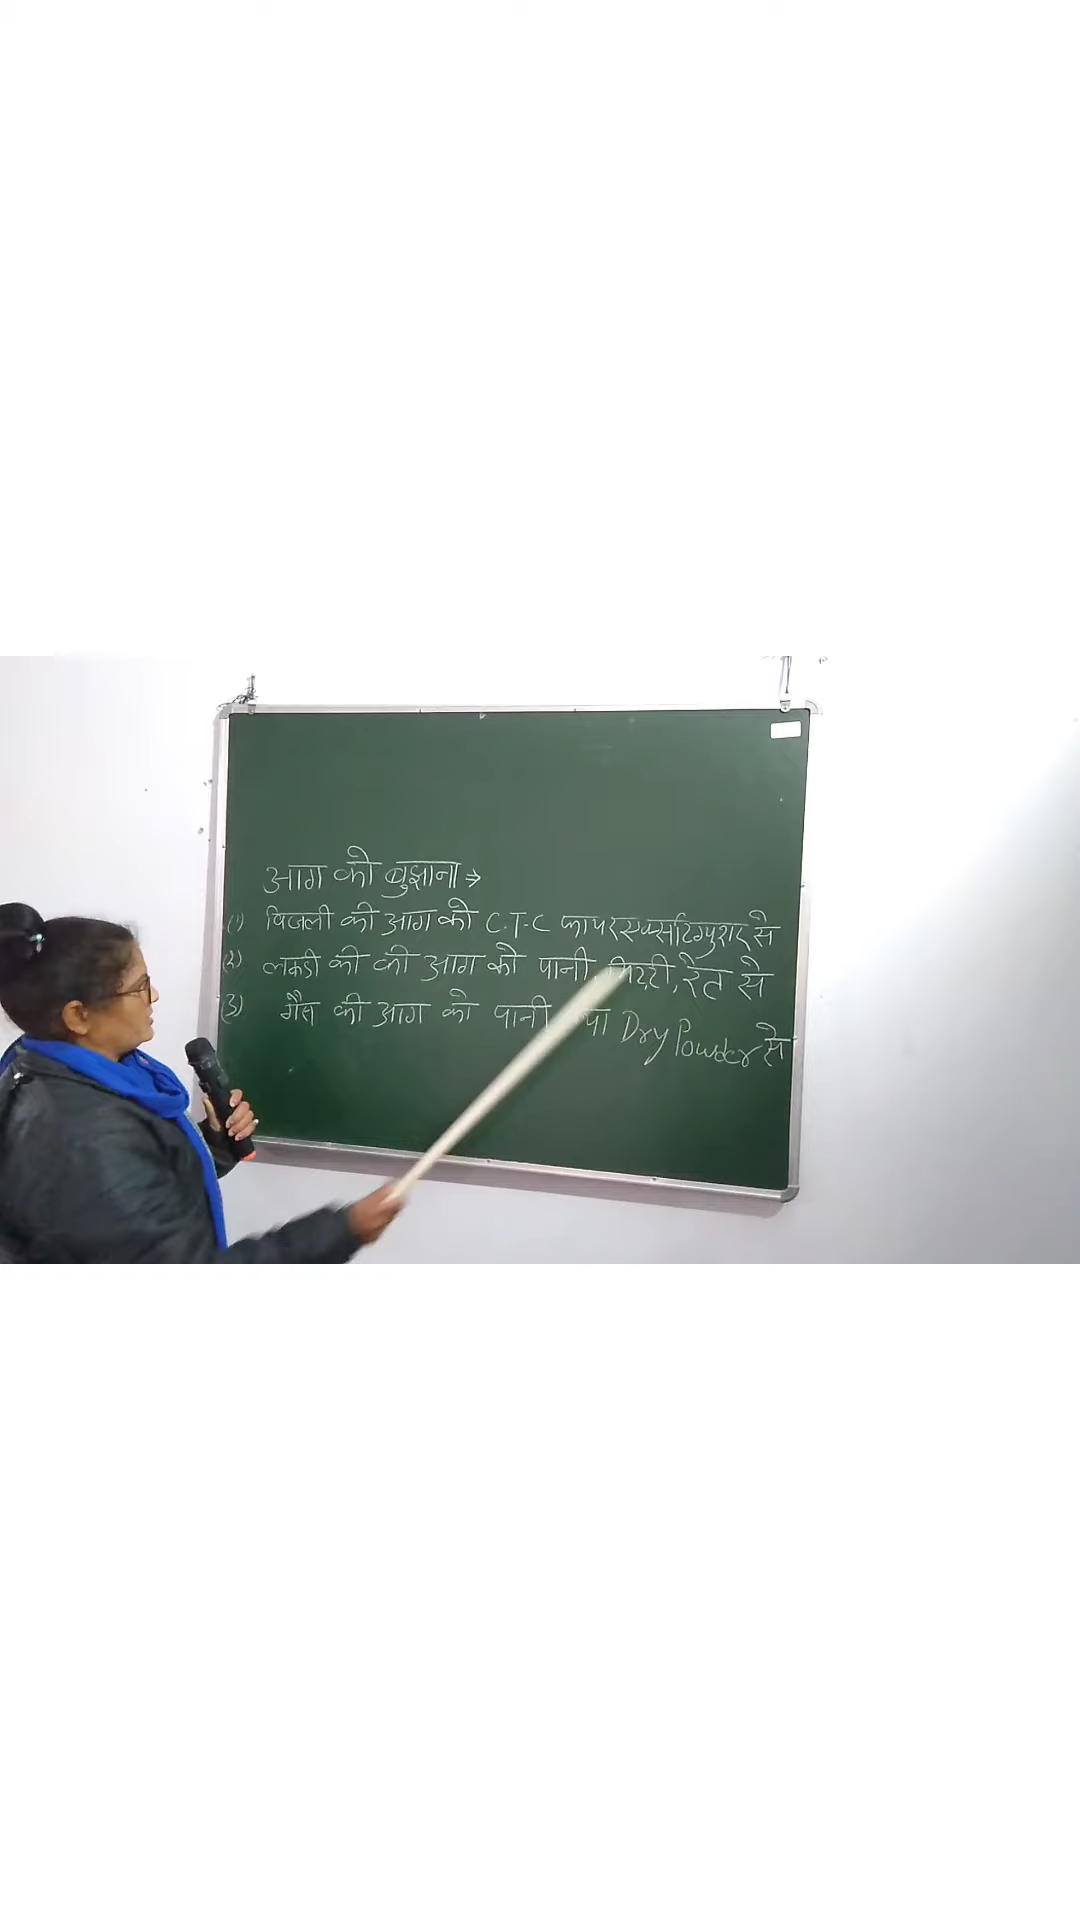 आग को बुझाना →
(1) बिजली की आग को C.T.C फायरएक्सटिंग्युशर से
(2) लकडी की की आग को पानी, मिट्टी, रेत से
(3) गैस की आग को पानी या Dry Powder से